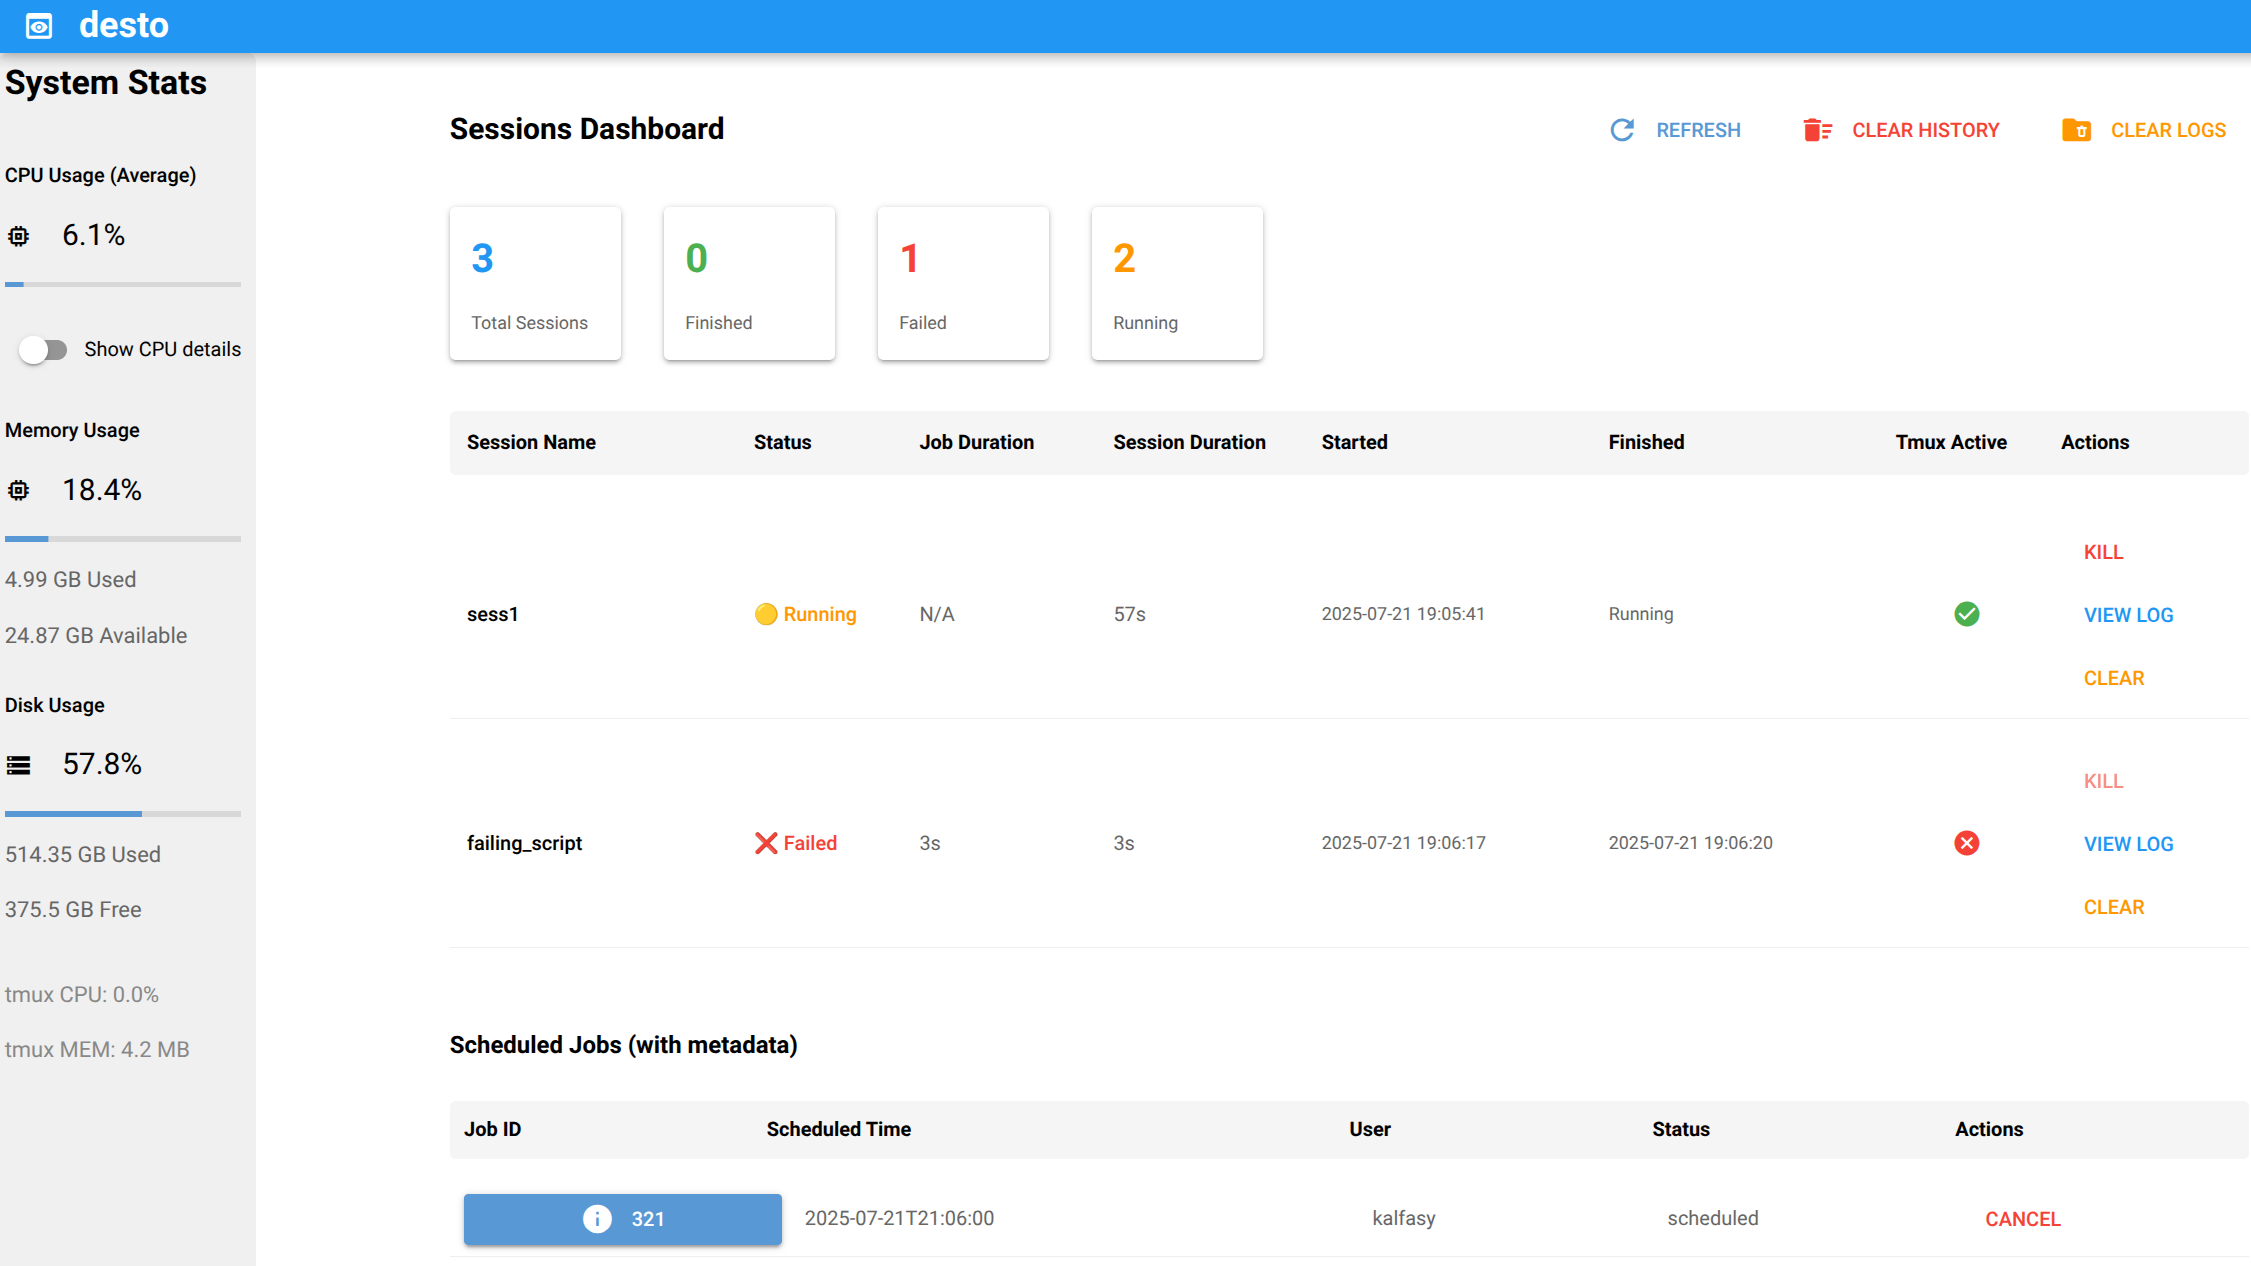 desto
System Stats
CPU Usage (Average)
6.1%
Show CPU details
Memory Usage
18.4%
4.99 GB Used
24.87 GB Available
Disk Usage
57.8%
514.35 GB Used
375.5 GB Free
tmux CPU: 0.0%
tmux MEM: 4.2 MB
Sessions Dashboard
REFRESH CLEAR HISTORY CLEAR LOGS
3 0 1 2
Total Sessions Finished Failed Running
Session Name Status Job Duration Session Duration Started Finished Tmux Active Actions
KILL
sess1 Running N/A 57s 2025-07-21 19:05:41 Running VIEW LOG
CLEAR
KILL
failing_script Failed 3s 3s 2025-07-21 19:06:17 2025-07-21 19:06:20 VIEW LOG
CLEAR
Scheduled Jobs (with metadata)
Job ID Scheduled Time User Status Actions
321 2025-07-21T21:06:00 kalfasy scheduled CANCEL